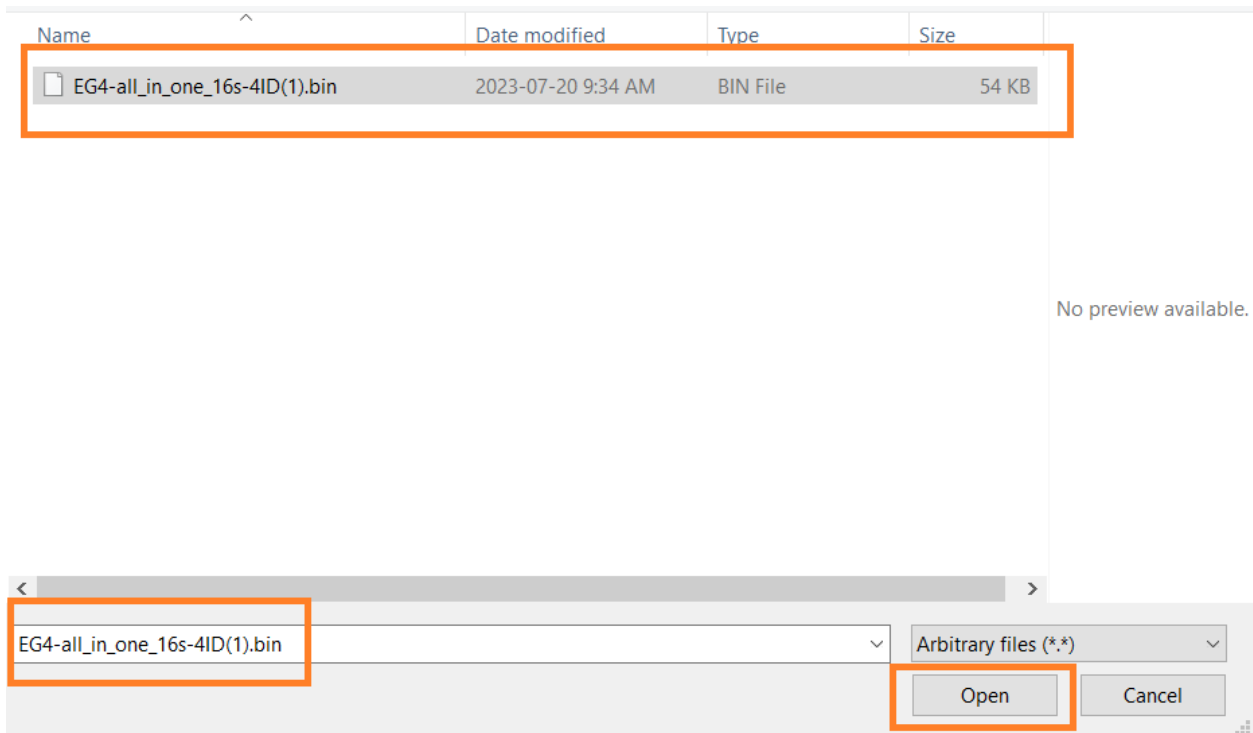 Name Date modified Type Size
EG4-all_in_one_16s-4ID(1).bin 2023-07-20 9:34 AM BIN File 54 KB
No preview available.
EG4-all_in_one_16s-4ID(1).bin Arbitrary files (*.*)
Open Cancel